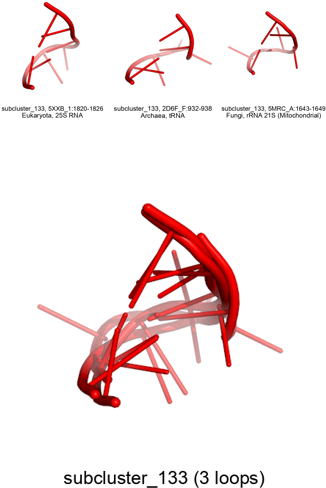 subcluster_133, 5XXB_1:1820-1826
Eukaryota, 25S RNA
subcluster_133, 2D6F_F:932-938
Archaea, tRNA
subcluster_133, 5MRC_A:1643-1649
Fungi, rRNA 21S (Mitochondrial)
subcluster_133 (3 loops)